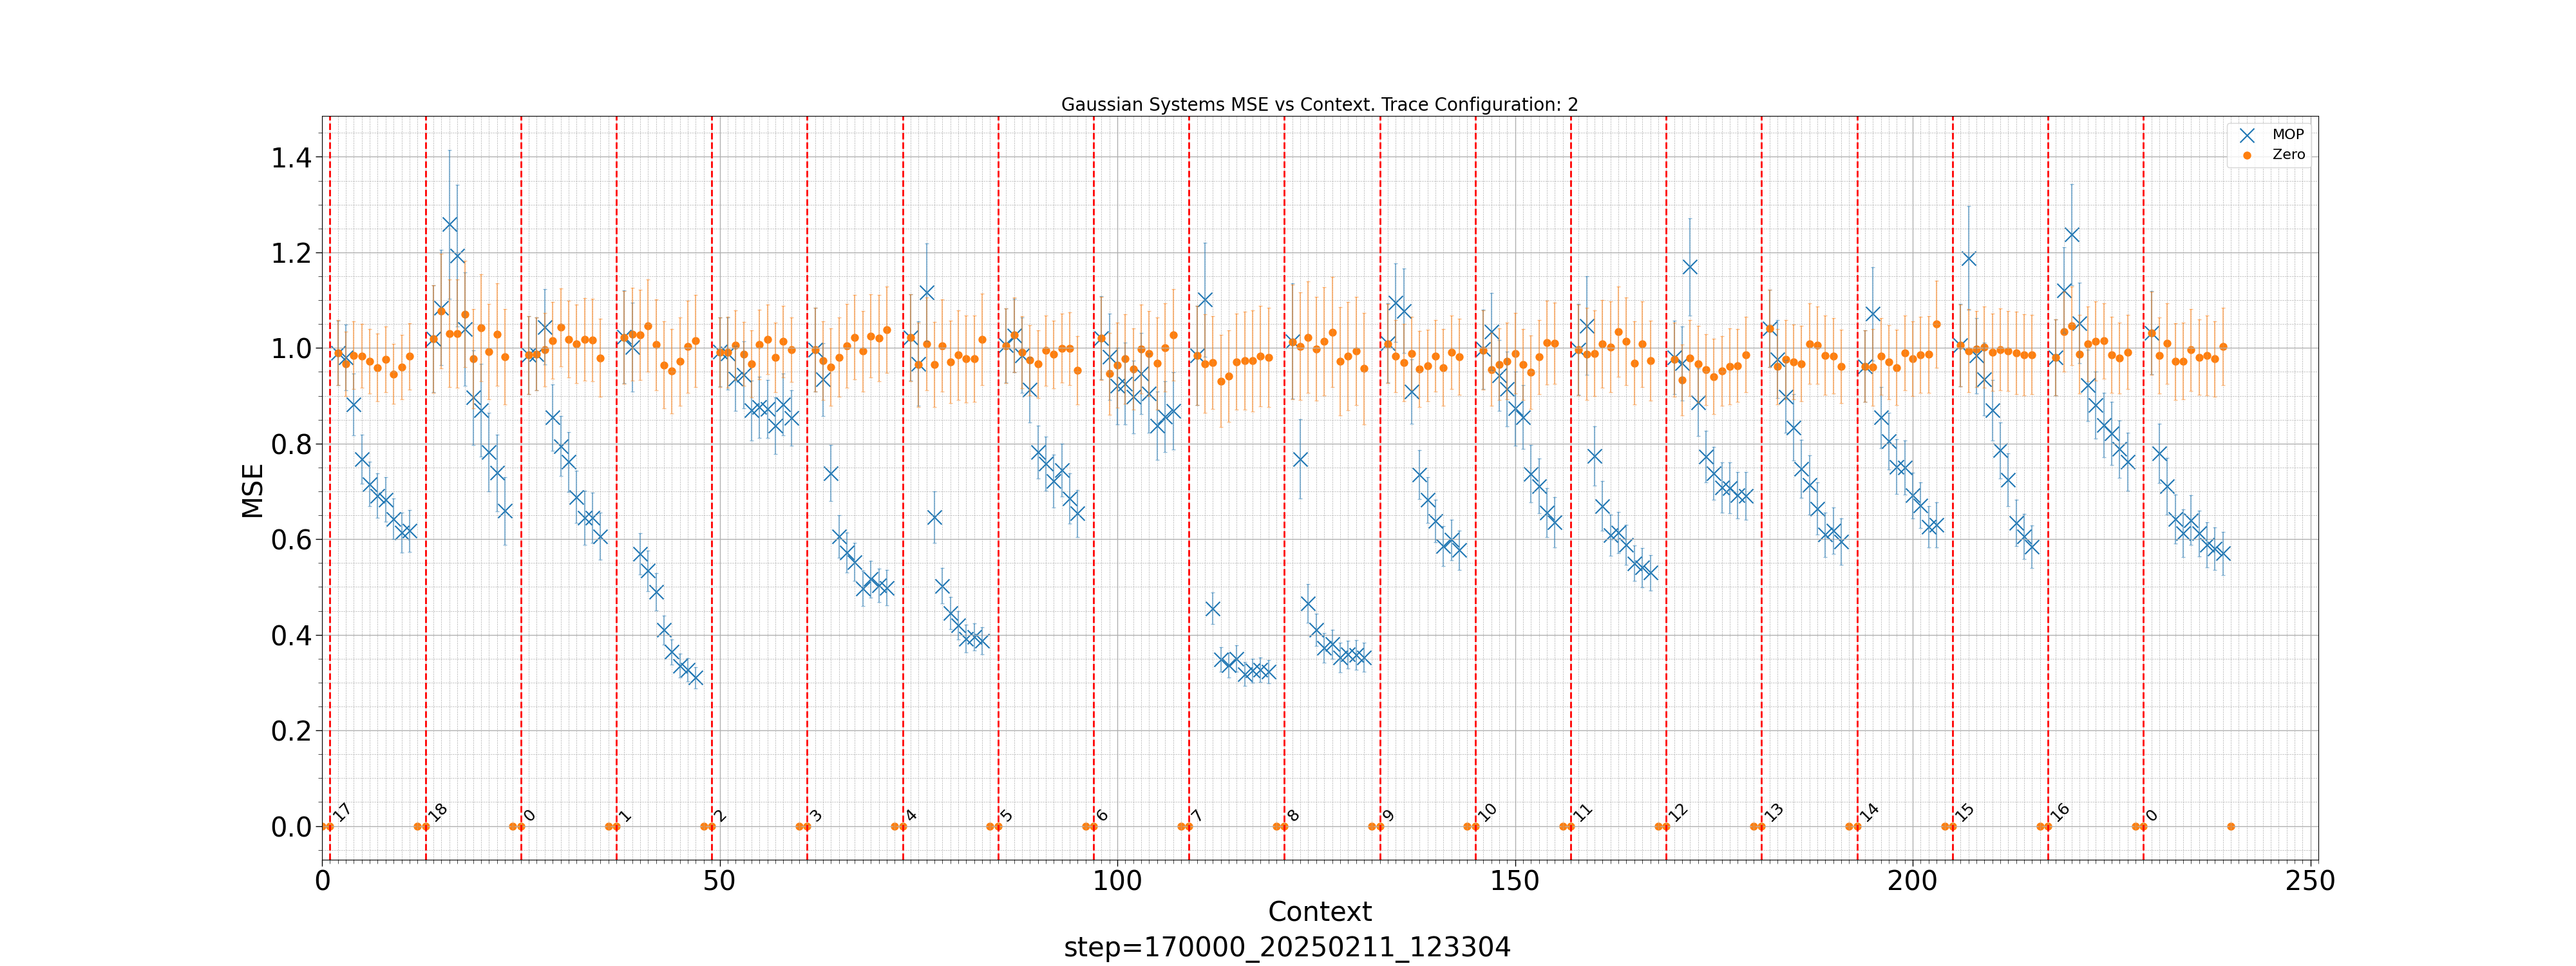 Gaussian Systems MSE vs Context. Trace Configuration: 2
MOP
Zero
MSE
1.4
1.2
1.0
0.8
0.6
0.4
0.2
0.0
17 18 0 1 2 3 4 5 6 7 8 9 10 11 12 13 14 15 16 0
0 50 100 150 200 250
Context
step=170000_20250211_123304